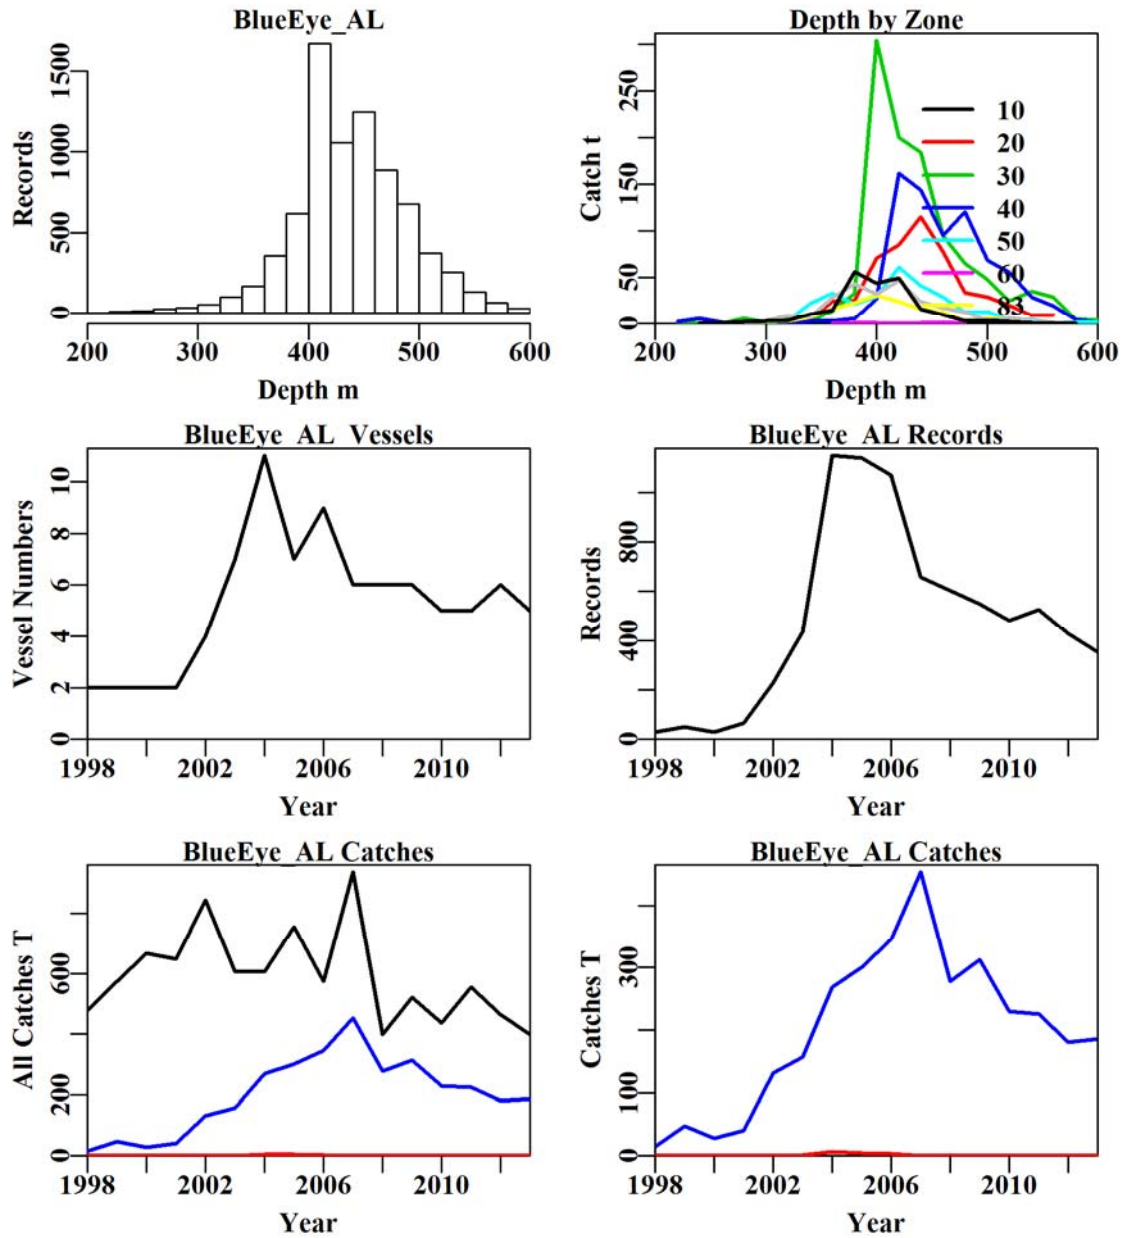 BlueEye_AL
Records
0 500 1000 1500
200 300 400 500 600
Depth m
Depth by Zone
Catch t
0 50 150 250
10
20
30
40
50
60
83
200 300 400 500 600
Depth m
BlueEye_AL_Vessels
Vessel Numbers
0 2 4 6 8 10
1998 2002 2006 2010
Year
BlueEye_AL Records
Records
0 400 800
1998 2002 2006 2010
Year
BlueEye_AL Catches
All Catches T
0 200 600
1998 2002 2006 2010
Year
BlueEye_AL Catches
Catches T
0 100 300
1998 2002 2006 2010
Year